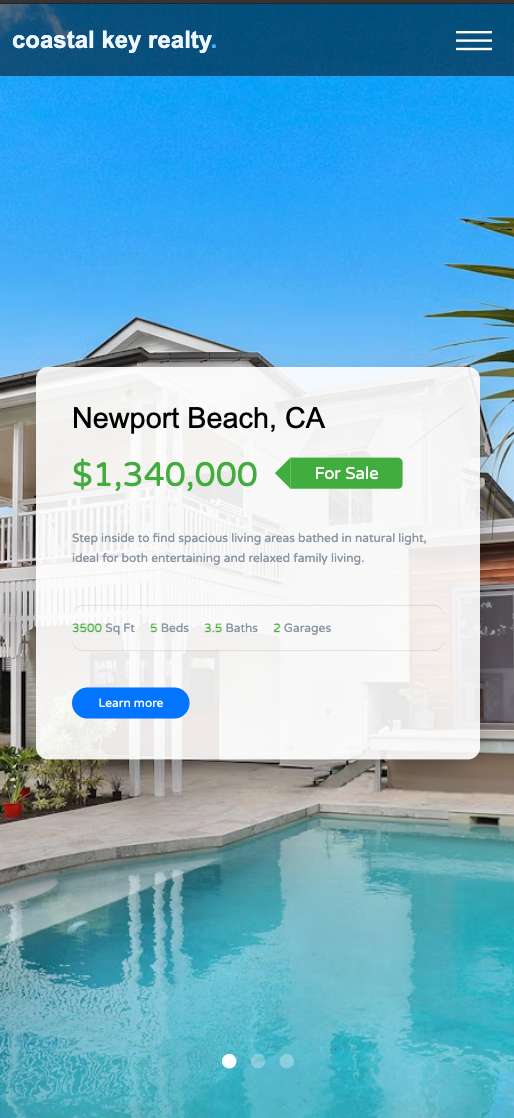 coastal key realty.
Newport Beach, CA
$1,340,000
For Sale
Step inside to find spacious living areas bathed in natural light,
ideal for both entertaining and relaxed family living.
3500 Sq Ft 5 Beds 3.5 Baths 2 Garages
Learn more